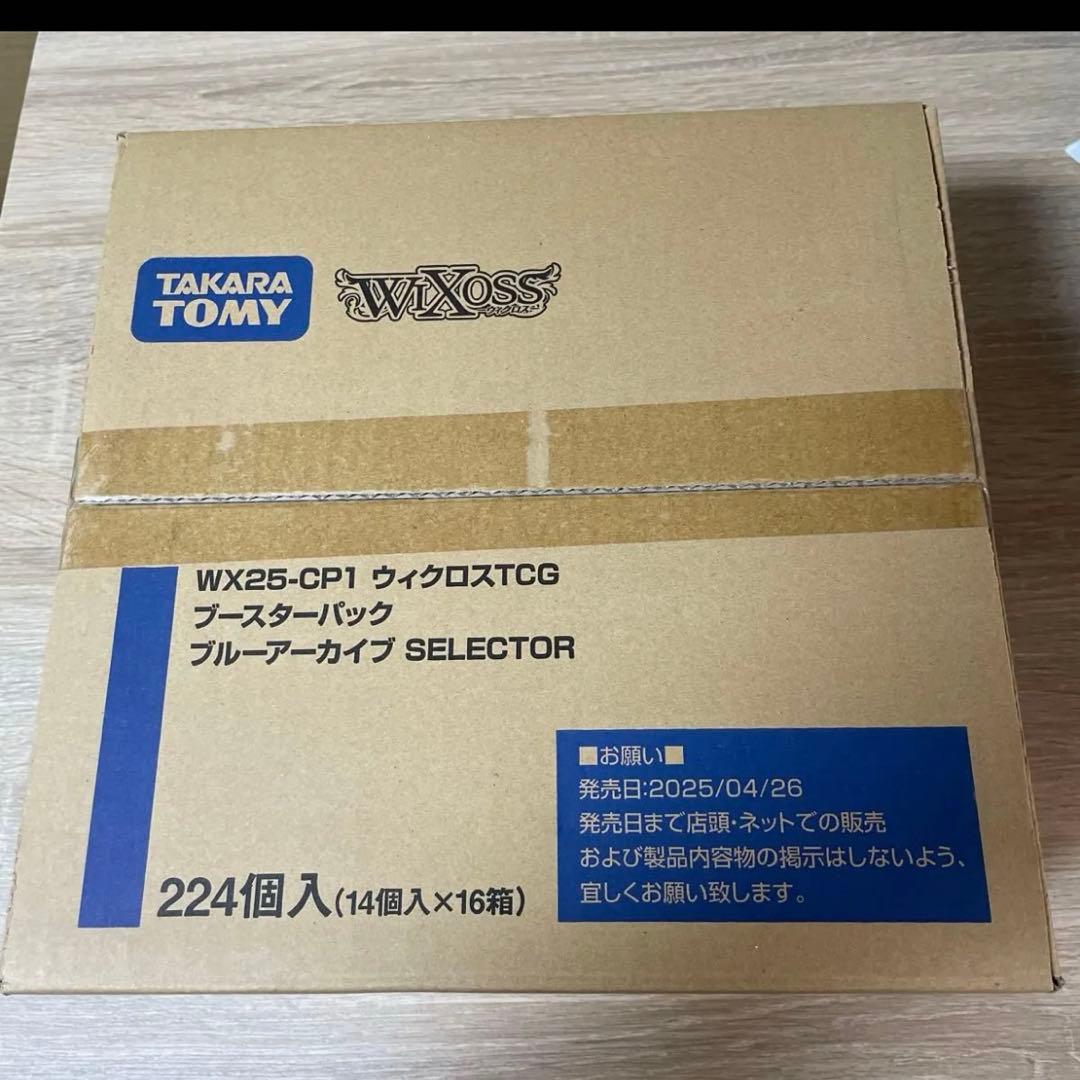 TAKARA
TOMY
WIXOSS
ウィクロス
WX25-CP1 ウィクロスTCG
ブースターパック
ブルーアーカイブ SELECTOR
224個入(14個入×16箱)
■お願い■
発売日:2025/04/26
発売日まで店頭・ネットでの販売
および製品内容物の掲示はしないよう、
宜しくお願い致します。